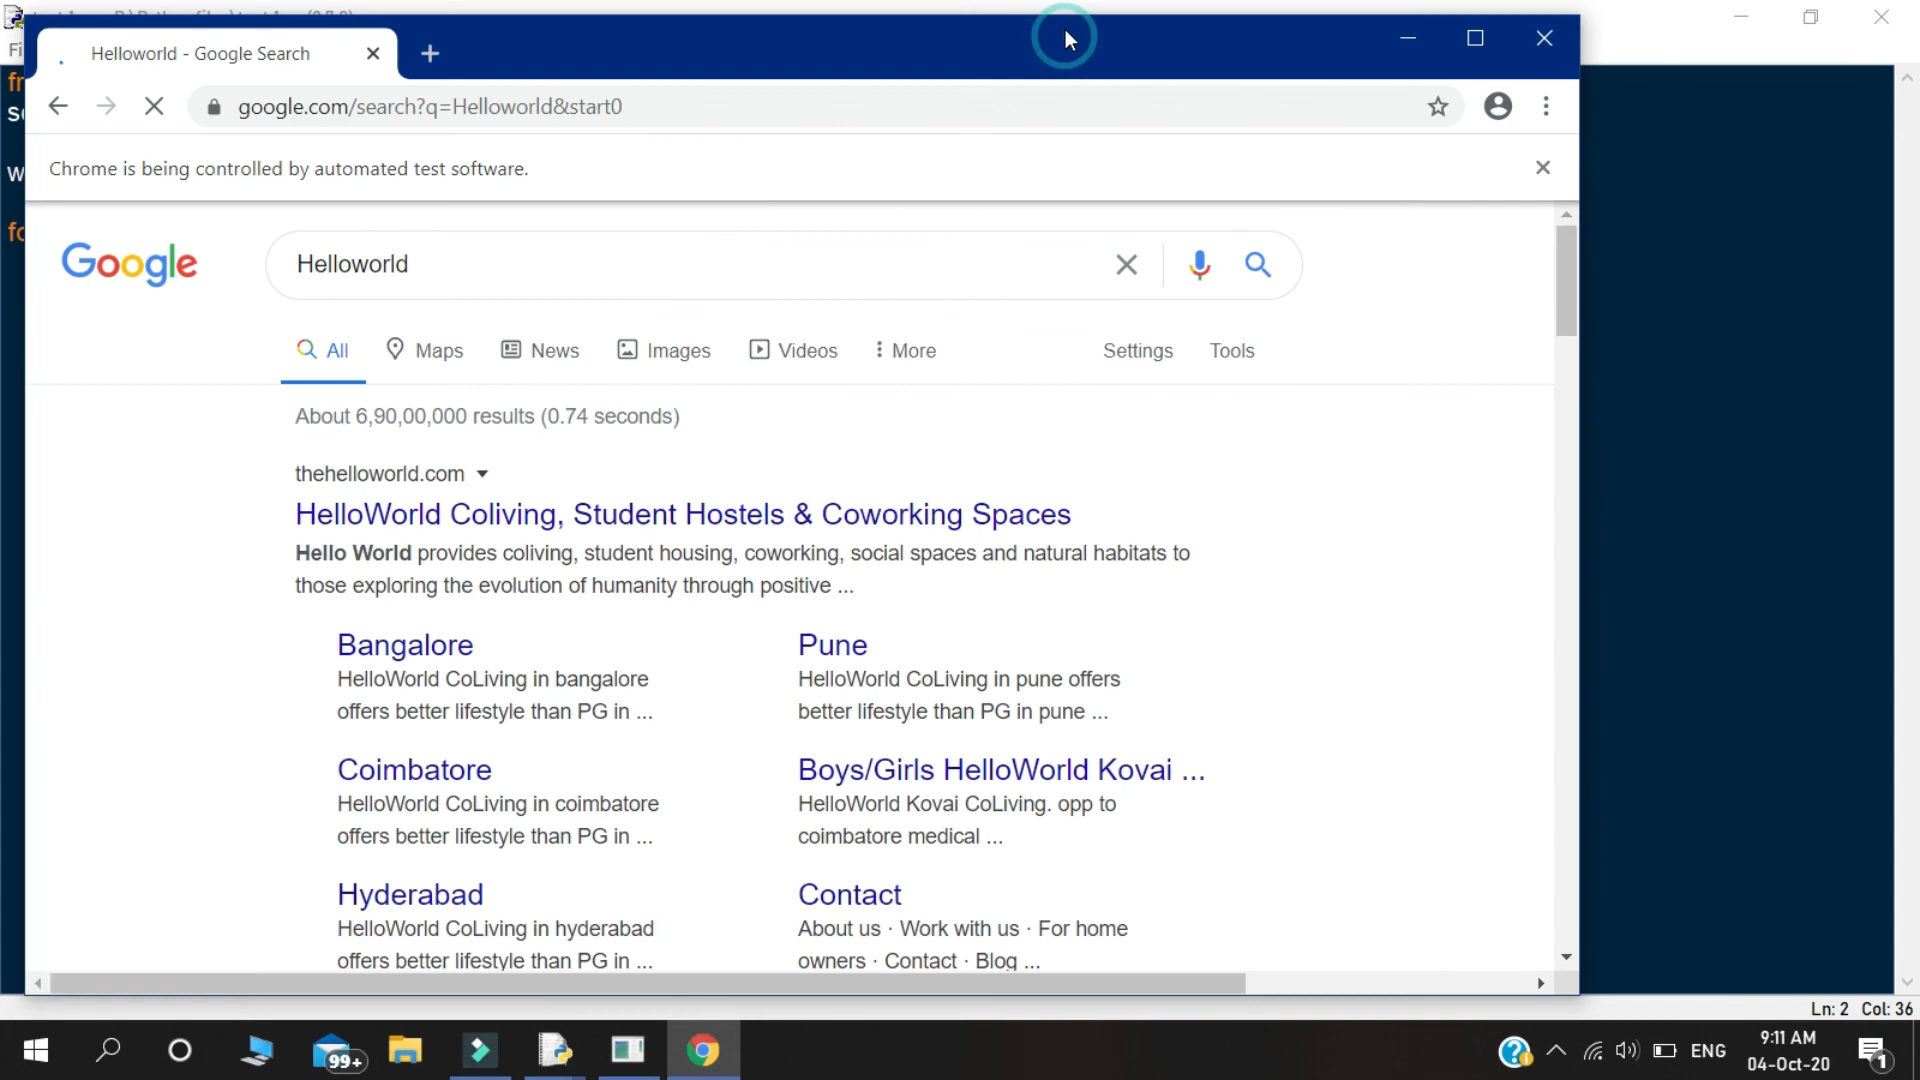 Helloworld - Google Search
google.com/search?q=Helloworld&start0
Chrome is being controlled by automated test software.
Google
Helloworld
All Maps News Images Videos More Settings Tools
About 6,90,00,000 results (0.74 seconds)
thehelloworld.com
HelloWorld Coliving, Student Hostels & Coworking Spaces
Hello World provides coliving, student housing, coworking, social spaces and natural habitats to
those exploring the evolution of humanity through positive ...
Bangalore
HelloWorld CoLiving in bangalore
offers better lifestyle than PG in ...
Pune
HelloWorld CoLiving in pune offers
better lifestyle than PG in pune ...
Coimbatore
HelloWorld CoLiving in coimbatore
offers better lifestyle than PG in ...
Boys/Girls HelloWorld Kovai ...
HelloWorld Kovai CoLiving. opp to
coimbatore medical ...
Hyderabad
HelloWorld CoLiving in hyderabad
offers better lifestyle than PG in ...
Contact
About us · Work with us · For home
owners · Contact · Blog ...
Ln: 2 Col: 36
99+
ENG
9:11 AM
04-Oct-20
1